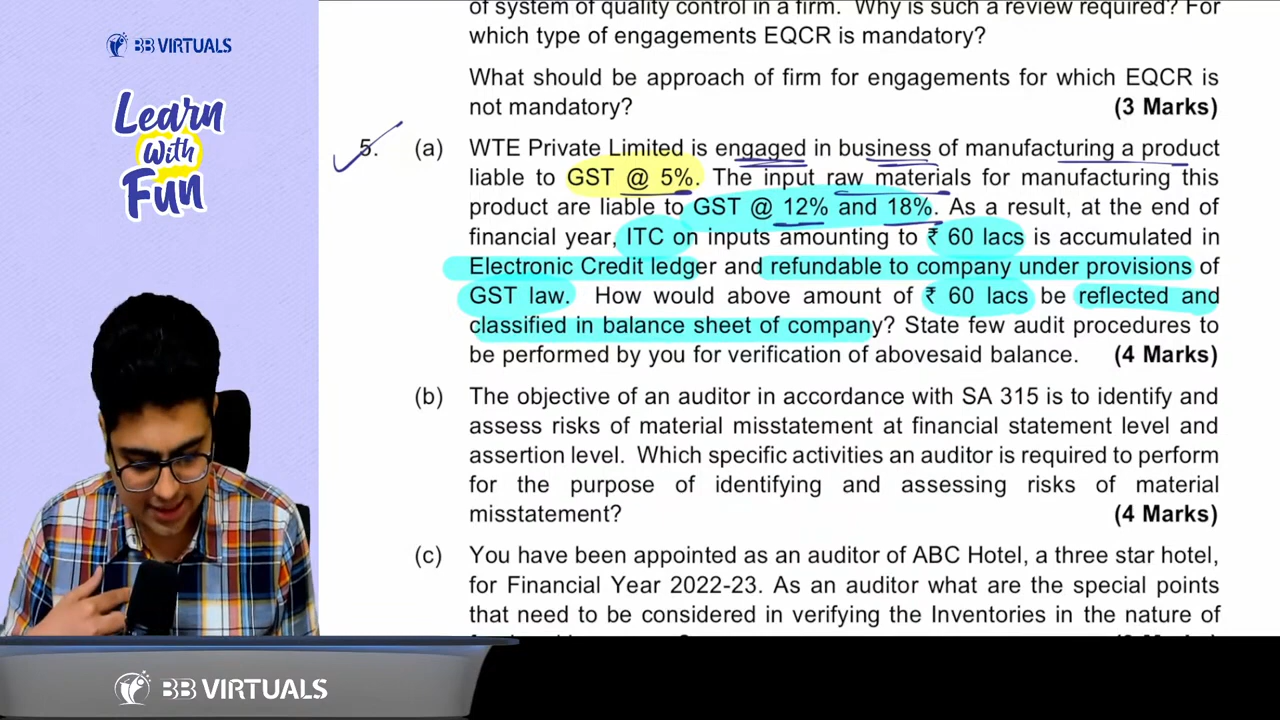 BB VIRTUALS
Learn
With
Fun
of system of quality control in a firm. Why is such a review required? For
which type of engagements EQCR is mandatory?
What should be approach of firm for engagements for which EQCR is
not mandatory? (3 Marks)
5. (a) WTE Private Limited is engaged in business of manufacturing a product
liable to GST @ 5%. The input raw materials for manufacturing this
product are liable to GST @ 12% and 18%. As a result, at the end of
financial year, ITC on inputs amounting to ₹ 60 lacs is accumulated in
Electronic Credit ledger and refundable to company under provisions of
GST law. How would above amount of ₹ 60 lacs be reflected and
classified in balance sheet of company? State few audit procedures to
be performed by you for verification of abovesaid balance. (4 Marks)
(b) The objective of an auditor in accordance with SA 315 is to identify and
assess risks of material misstatement at financial statement level and
assertion level. Which specific activities an auditor is required to perform
for the purpose of identifying and assessing risks of material
misstatement? (4 Marks)
(c) You have been appointed as an auditor of ABC Hotel, a three star hotel,
for Financial Year 2022-23. As an auditor what are the special points
that need to be considered in verifying the Inventories in the nature of
BB VIRTUALS